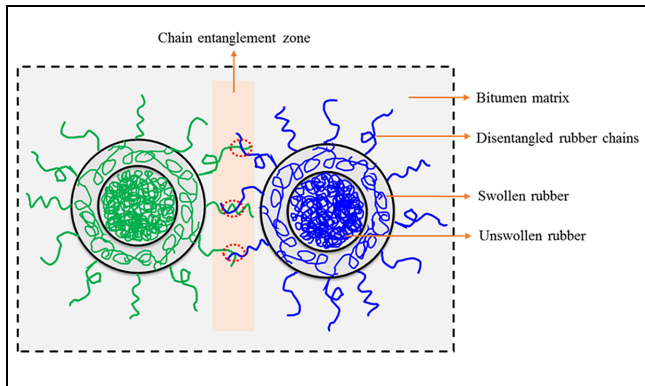 Chain entanglement zone
Bitumen matrix
Disentangled rubber chains
Swollen rubber
Unswollen rubber